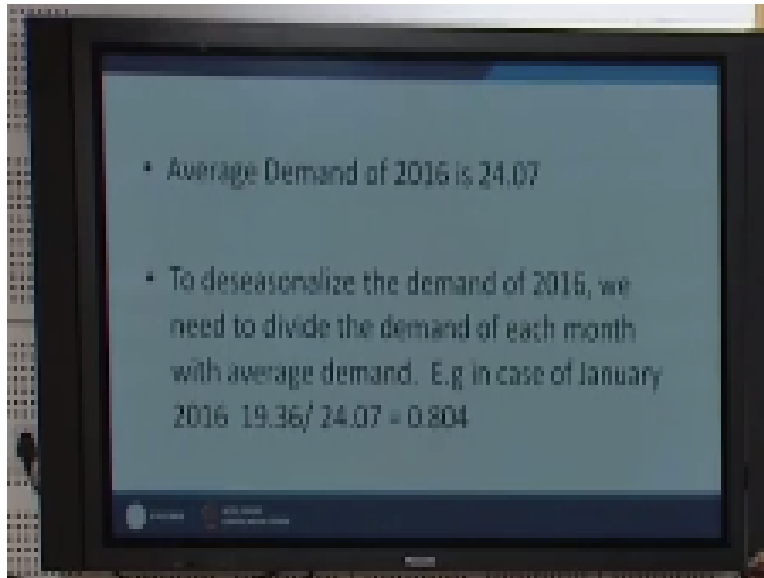 • Average Demand of 2016 is 24.07
• To deseasonalize the demand of 2016, we
need to divide the demand of each month
with average demand. E.g in case of January
2016 19.36/ 24.07 = 0.804